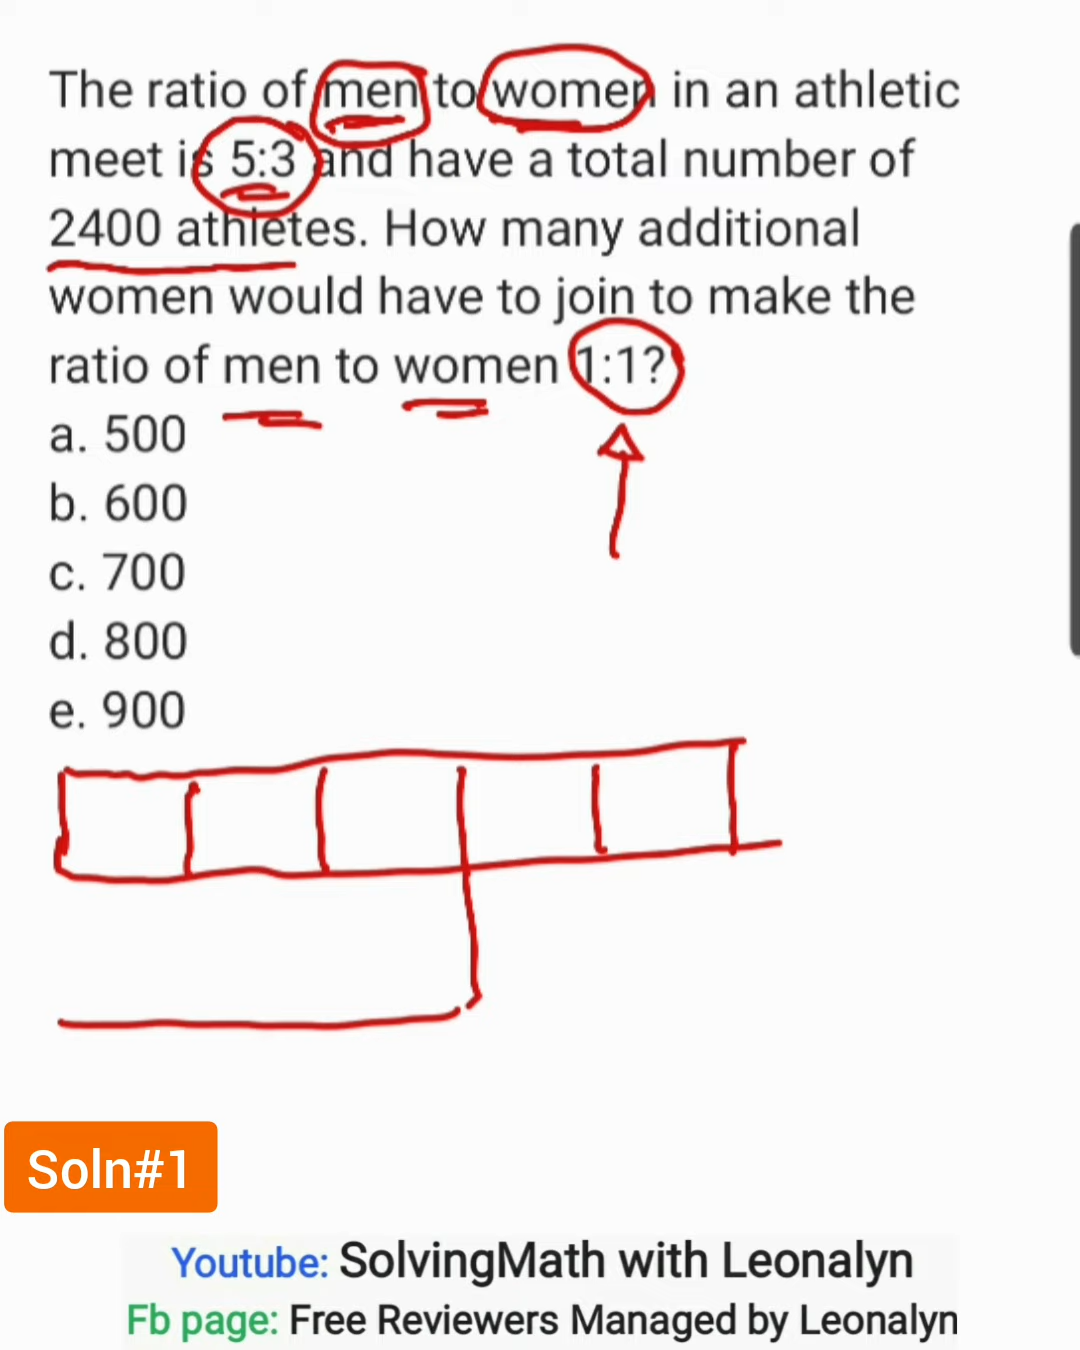 The ratio of men to women in an athletic
meet is 5:3 and have a total number of
2400 athletes. How many additional
women would have to join to make the
ratio of men to women 1:1?
a. 500
b. 600
c. 700
d. 800
e. 900
Soln#1
Youtube: SolvingMath with Leonalyn
Fb page: Free Reviewers Managed by Leonalyn